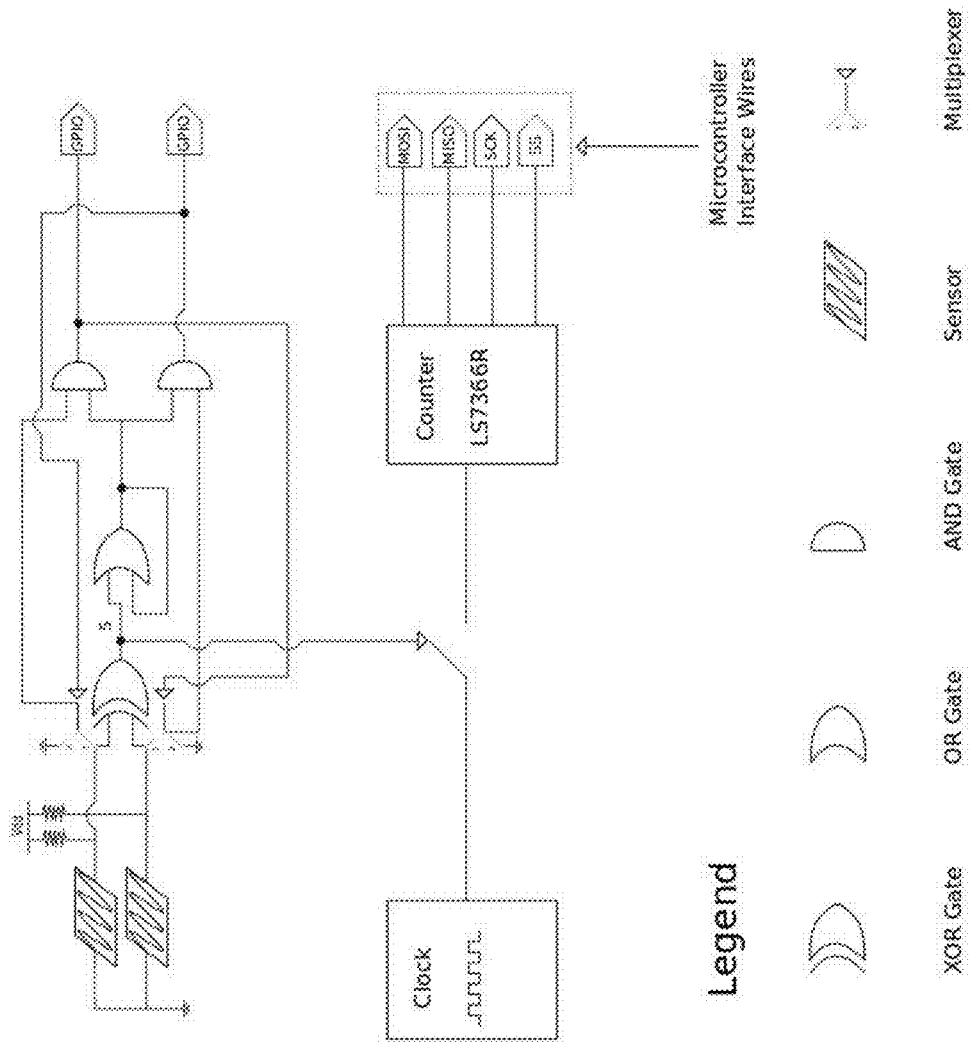 GPIO
GPIO
S
Clock
Counter
LS7366R
MOSI
MISO
SCK
SS
Microcontroller
Interface Wires
Legend
XOR Gate
OR Gate
AND Gate
Sensor
Multiplexer